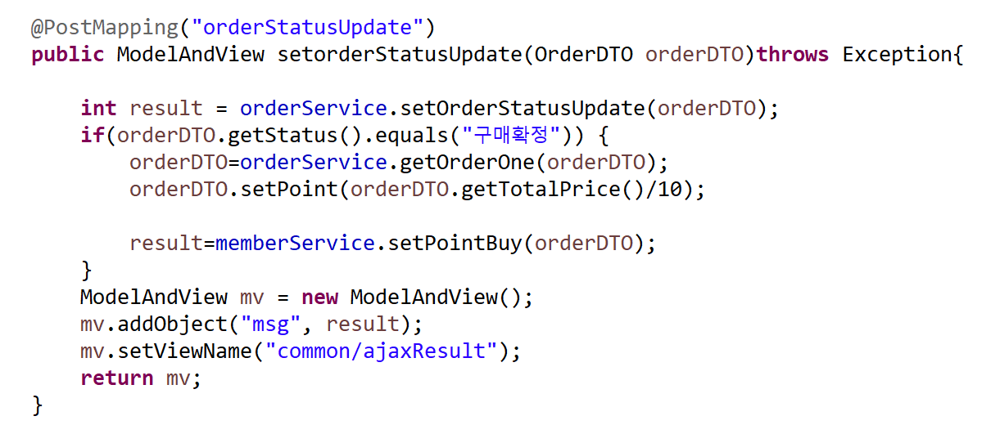 @PostMapping("orderStatusUpdate")
public ModelAndView setorderStatusUpdate(OrderDTO orderDTO)throws Exception{
int result = orderService.setOrderStatusUpdate(orderDTO);
if(orderDTO.getStatus().equals("구매확정")) {
orderDTO=orderService.getOrderOne(orderDTO);
orderDTO.setPoint(orderDTO.getTotalPrice()/10);
result=memberService.setPointBuy(orderDTO);
}
ModelAndView mv = new ModelAndView();
mv.addObject("msg", result);
mv.setViewName("common/ajaxResult");
return mv;
}